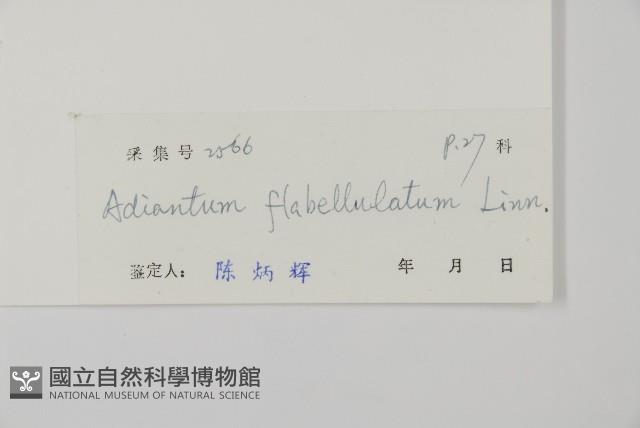 采集号 2566 P.27 科
Adiantum flabellulatum Linn.
鉴定人: 陈炳辉 年 月 日
國立自然科學博物館
NATIONAL MUSEUM OF NATURAL SCIENCE